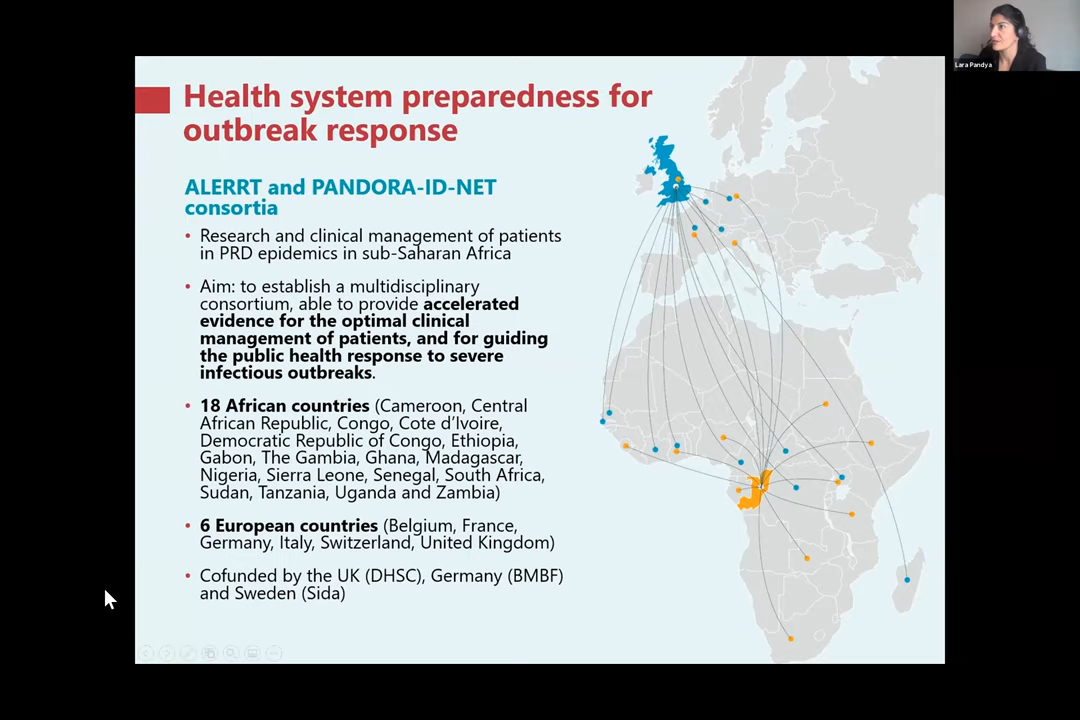 Lara Pandya
Health system preparedness for
outbreak response
ALERRT and PANDORA-ID-NET
consortia
• Research and clinical management of patients
in PRD epidemics in sub-Saharan Africa
• Aim: to establish a multidisciplinary
consortium, able to provide accelerated
evidence for the optimal clinical
management of patients, and for guiding
the public health response to severe
infectious outbreaks.
• 18 African countries (Cameroon, Central
African Republic, Congo, Cote d’Ivoire,
Democratic Republic of Congo, Ethiopia,
Gabon, The Gambia, Ghana, Madagascar,
Nigeria, Sierra Leone, Senegal, South Africa,
Sudan, Tanzania, Uganda and Zambia)
• 6 European countries (Belgium, France,
Germany, Italy, Switzerland, United Kingdom)
• Cofunded by the UK (DHSC), Germany (BMBF)
and Sweden (Sida)